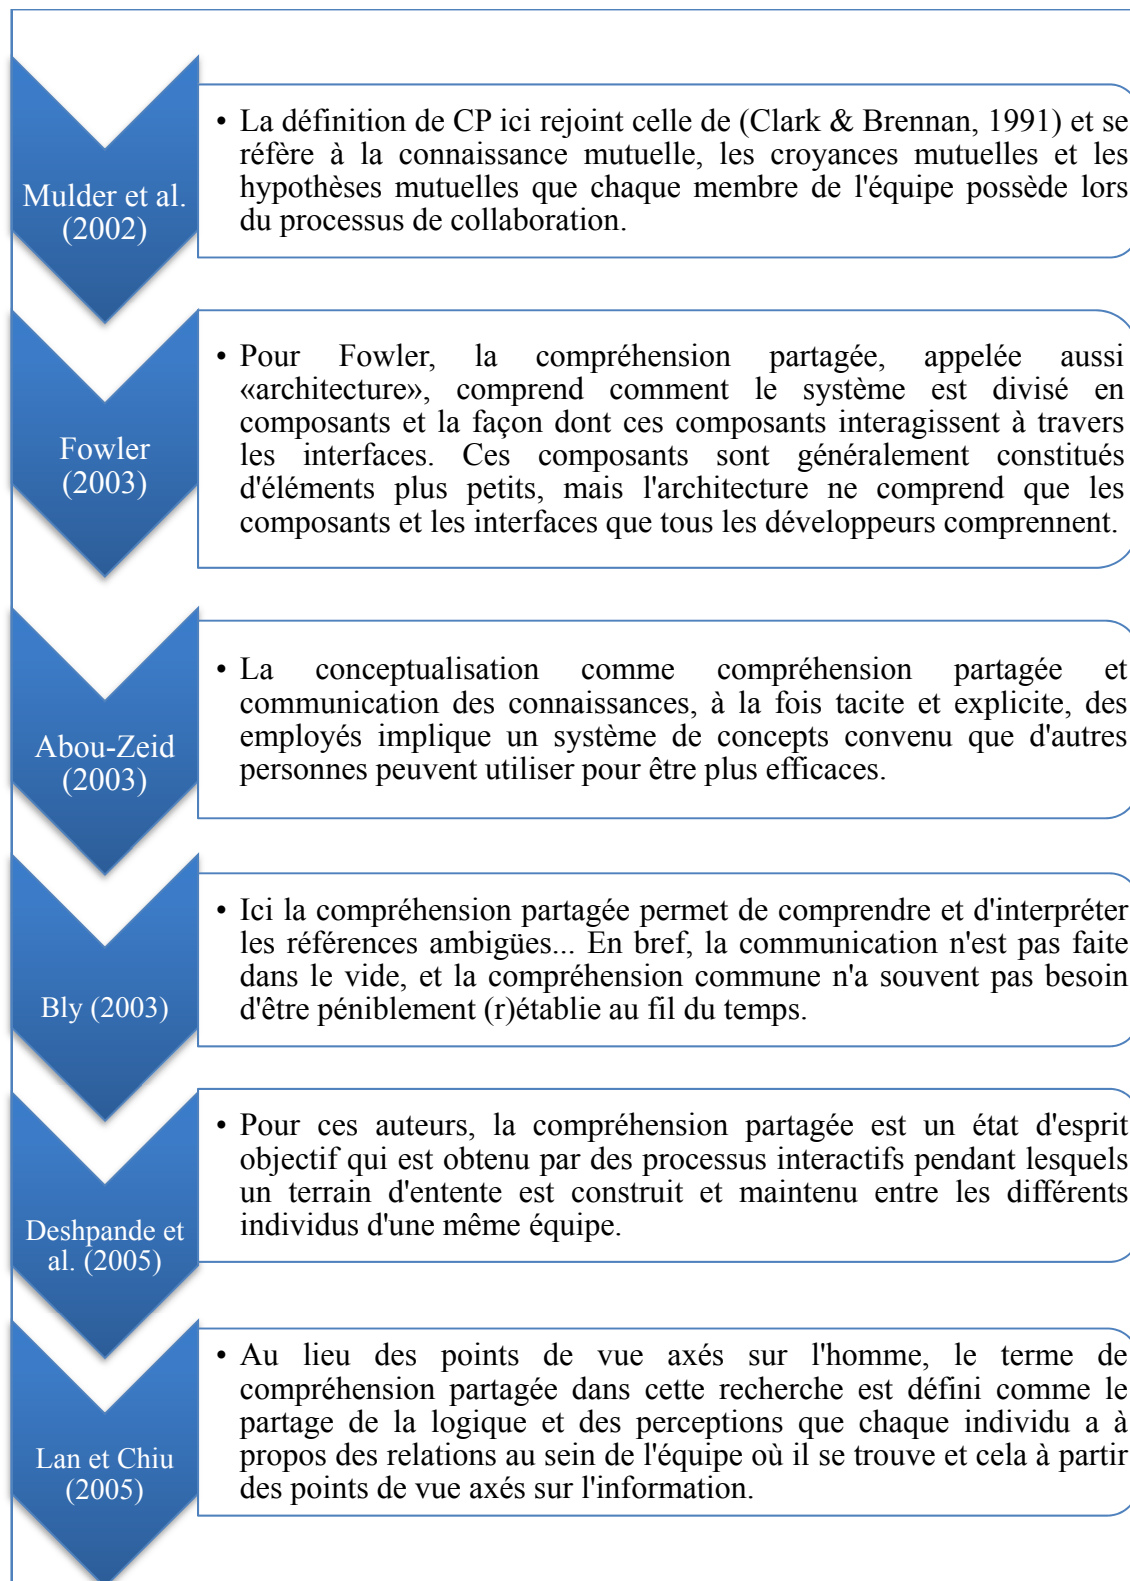 Mulder et al.
(2002)
• La définition de CP ici rejoint celle de (Clark & Brennan, 1991) et se
réfère à la connaissance mutuelle, les croyances mutuelles et les
hypothèses mutuelles que chaque membre de l'équipe possède lors
du processus de collaboration.
Fowler
(2003)
• Pour Fowler, la compréhension partagée, appelée aussi
«architecture», comprend comment le système est divisé en
composants et la façon dont ces composants interagissent à travers
les interfaces. Ces composants sont généralement constitués
d'éléments plus petits, mais l'architecture ne comprend que les
composants et les interfaces que tous les développeurs comprennent.
Abou-Zeid
(2003)
• La conceptualisation comme compréhension partagée et
communication des connaissances, à la fois tacite et explicite, des
employés implique un système de concepts convenu que d'autres
personnes peuvent utiliser pour être plus efficaces.
Bly (2003)
• Ici la compréhension partagée permet de comprendre et d'interpréter
les références ambigües... En bref, la communication n'est pas faite
dans le vide, et la compréhension commune n'a souvent pas besoin
d'être péniblement (r)établie au fil du temps.
Deshpande et
al. (2005)
• Pour ces auteurs, la compréhension partagée est un état d'esprit
objectif qui est obtenu par des processus interactifs pendant lesquels
un terrain d'entente est construit et maintenu entre les différents
individus d'une même équipe.
Lan et Chiu
(2005)
• Au lieu des points de vue axés sur l'homme, le terme de
compréhension partagée dans cette recherche est défini comme le
partage de la logique et des perceptions que chaque individu a à
propos des relations au sein de l'équipe où il se trouve et cela à partir
des points de vue axés sur l'information.